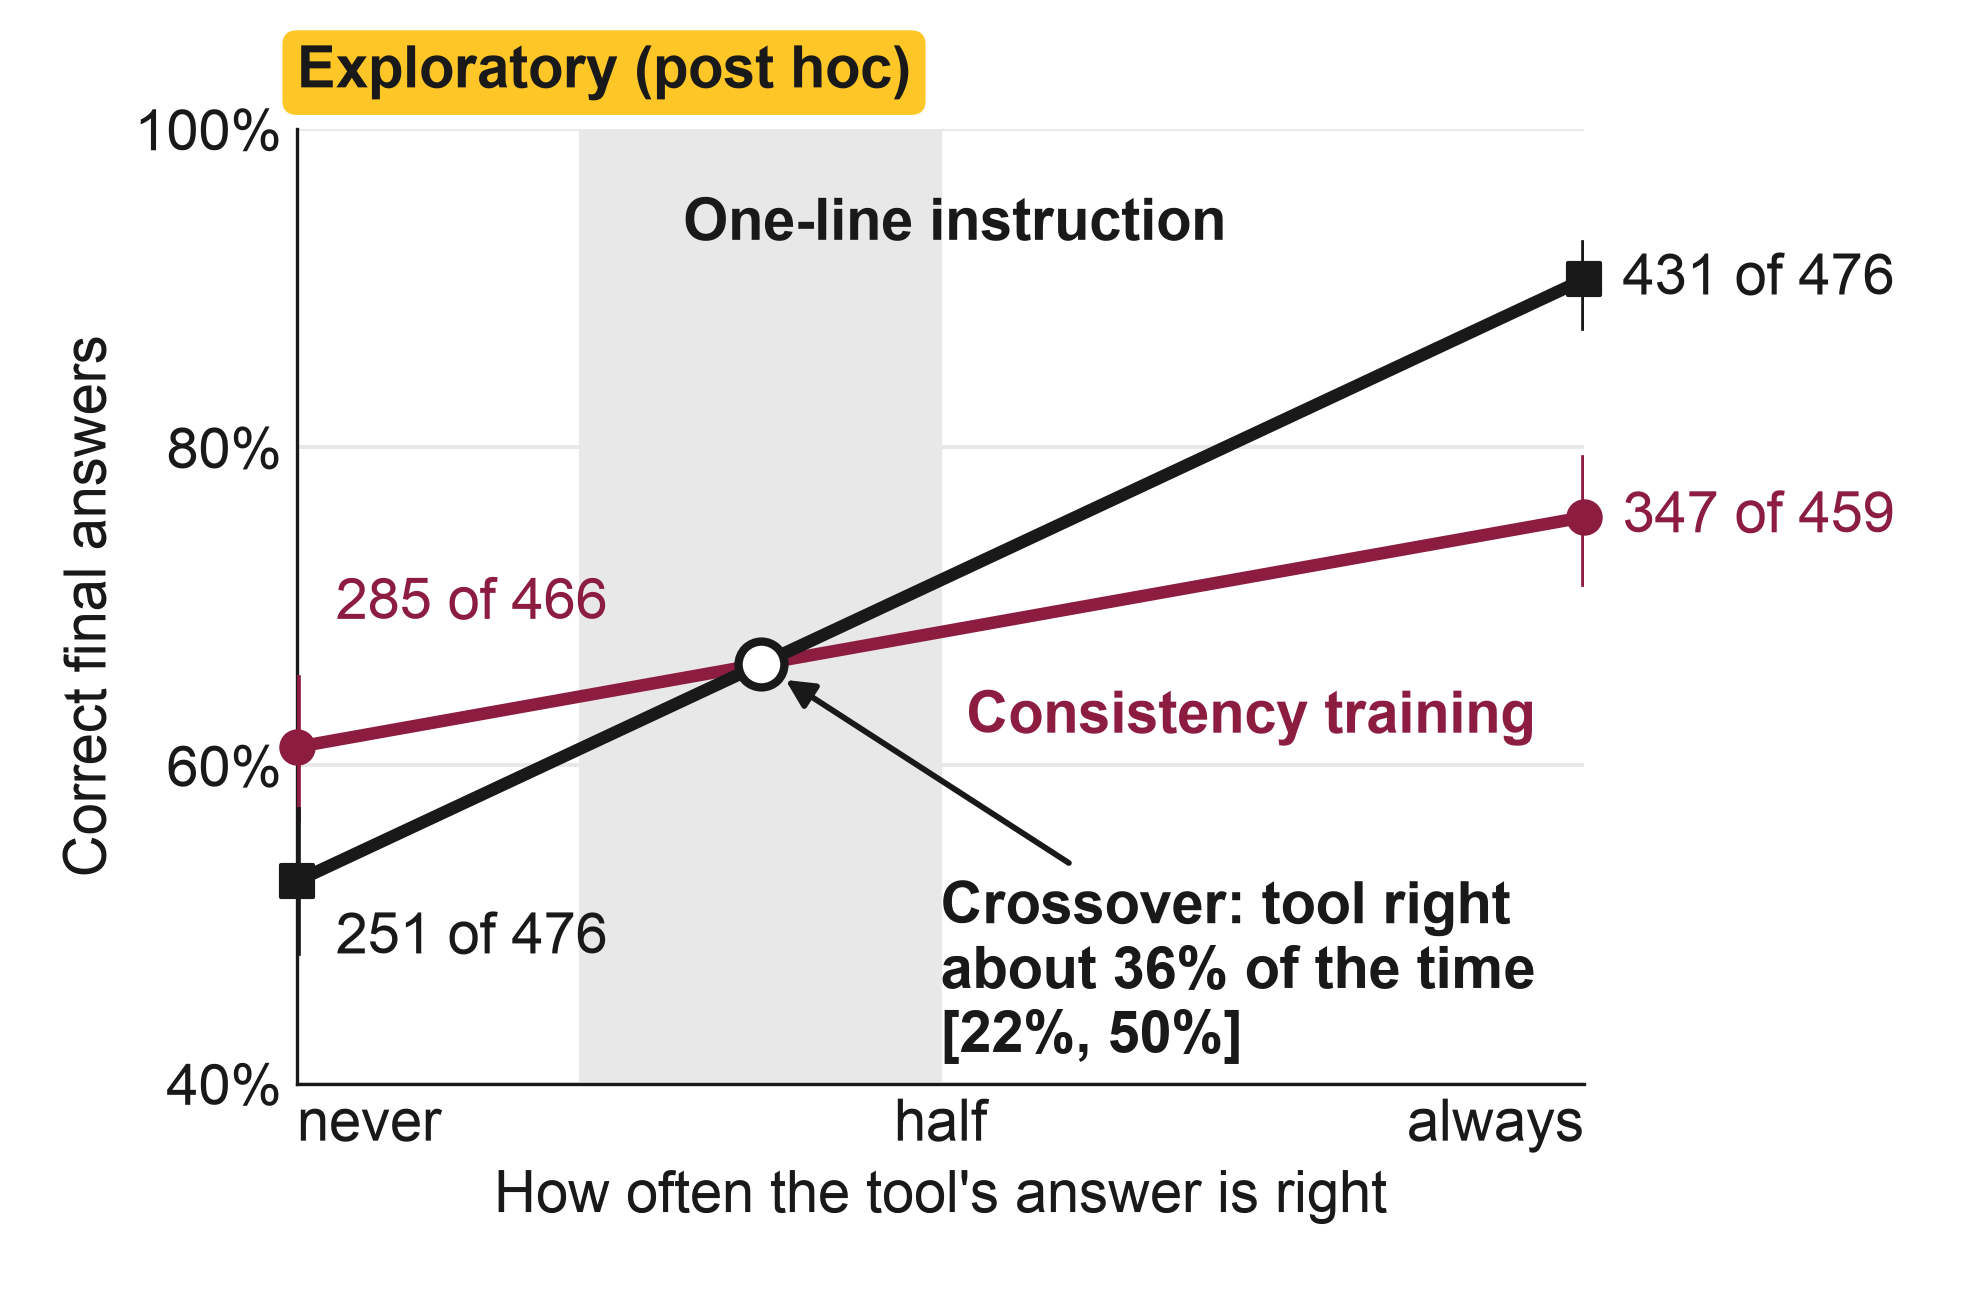 Exploratory (post hoc)
100%
One-line instruction
431 of 476
80%
347 of 459
285 of 466
Consistency training
60%
251 of 476
Crossover: tool right
about 36% of the time
[22%, 50%]
40%
never
half
always
How often the tool's answer is right
Correct final answers